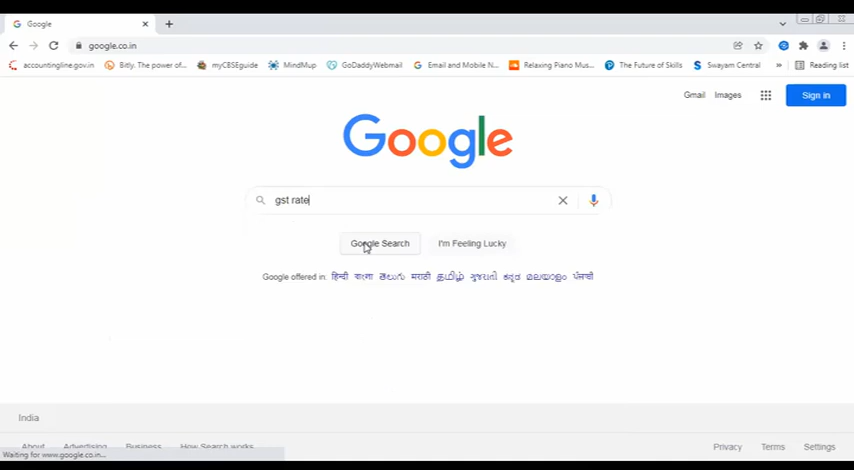 Google
google.co.in
accountingline.gov.in Bitly. The power of... myCBSEguide MindMup GoDaddyWebmail Email and Mobile N... Relaxing Piano Mus... The Future of Skills Swayam Central » Reading list
Gmail Images Sign in
Google
gst rate
Google Search I'm Feeling Lucky
Google offered in: हिन्दी বাংলা తెలుగు मराठी தமிழ் ગુજરાતી ಕನ್ನಡ മലയാളം ਪੰਜਾਬੀ
India
About Advertising Business How Search works Privacy Terms Settings
Waiting for www.google.co.in...